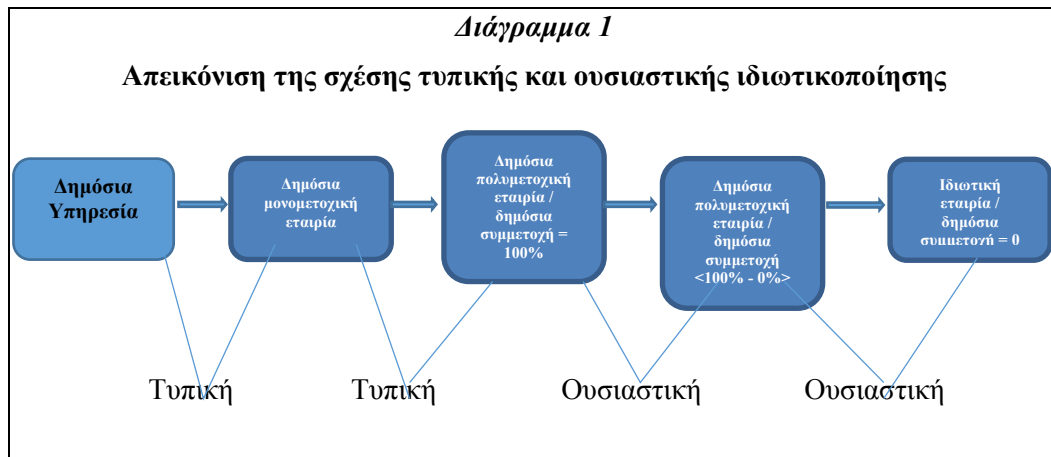 Διάγραμμα 1
Απεικόνιση της σχέσης τυπικής και ουσιαστικής ιδιωτικοποίησης
Δημόσια
Υπηρεσία
Δημόσια
μονομετοχική
εταιρία
Δημόσια
πολυμετοχική
εταιρία /
δημόσια
συμμετοχή =
100%
Δημόσια
πολυμετοχική
εταιρία /
δημόσια
συμμετοχή
<100% - 0%>
Ιδιωτική
εταιρία /
δημόσια
συμμετοχή = 0
Τυπική
Τυπική
Ουσιαστική
Ουσιαστική